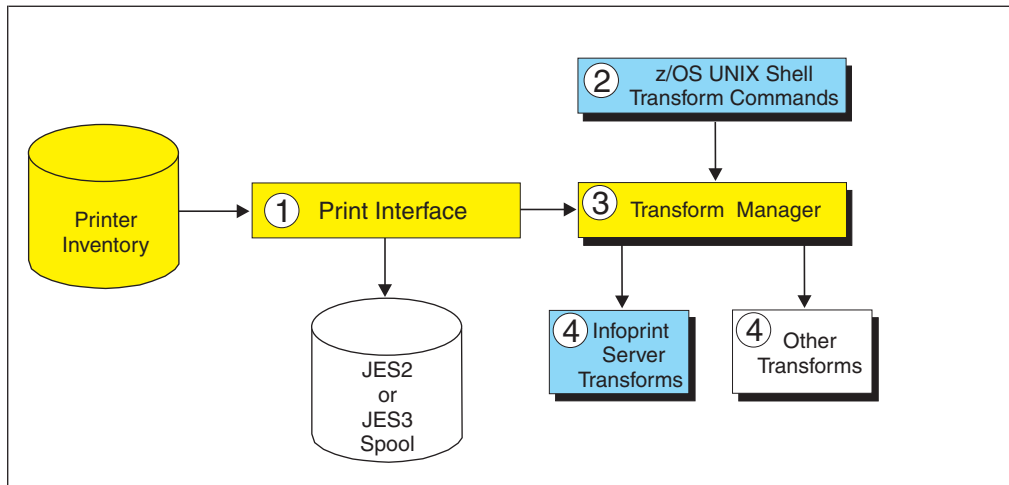 2 z/OS UNIX Shell
Transform Commands
Printer
Inventory
1 Print Interface
3 Transform Manager
JES2
or
JES3
Spool
4 Infoprint
Server
Transforms
4 Other
Transforms